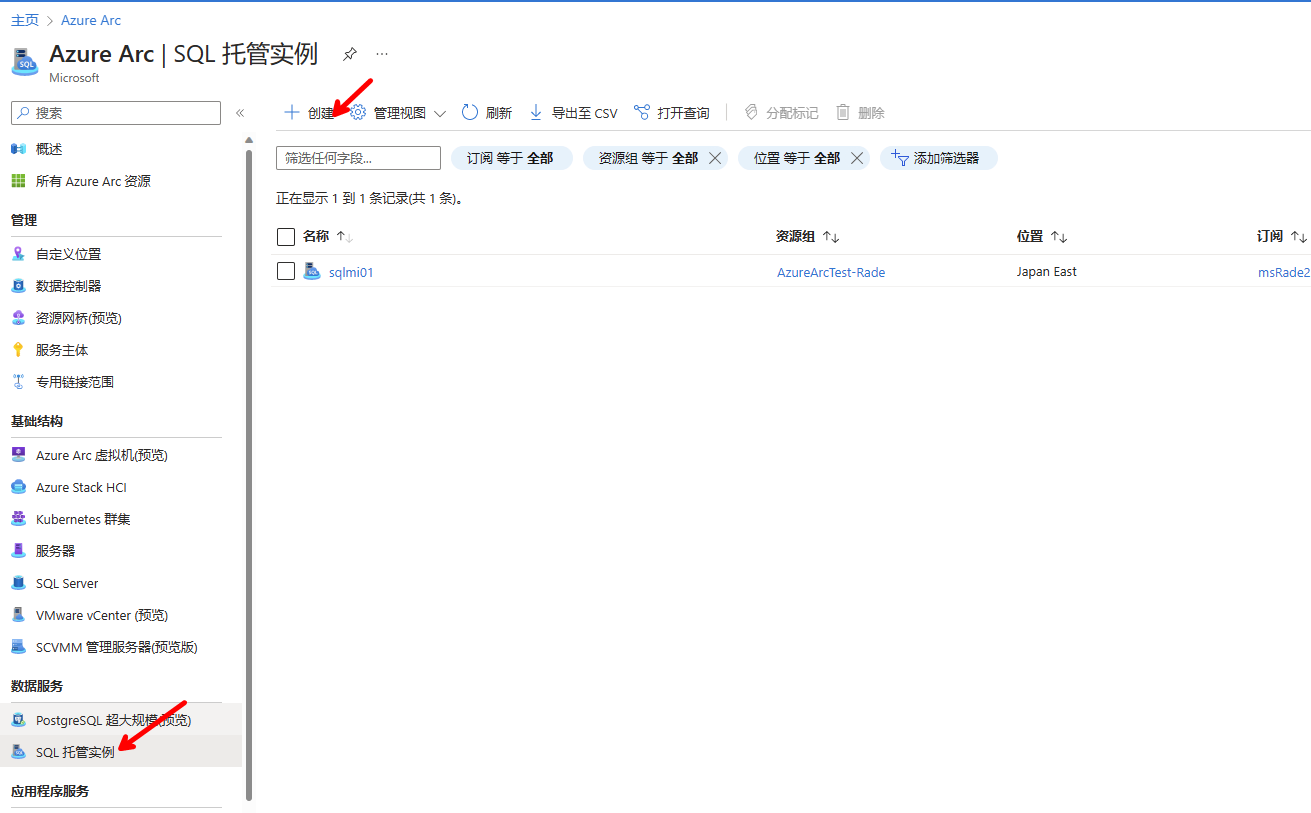 主页 > Azure Arc
Azure Arc | SQL 托管实例
Microsoft
搜索
创建 管理视图 刷新 导出至 CSV 打开查询 分配标记 删除
筛选任何字段... 订阅 等于 全部 资源组 等于 全部 位置 等于 全部 添加筛选器
正在显示 1 到 1 条记录(共 1 条)。
名称 资源组 位置 订阅
sqlmi01 AzureArcTest-Rade Japan East msRade2
概述
所有 Azure Arc 资源
管理
自定义位置
数据控制器
资源网桥(预览)
服务主体
专用链接范围
基础结构
Azure Arc 虚拟机(预览)
Azure Stack HCI
Kubernetes 群集
服务器
SQL Server
VMware vCenter (预览)
SCVMM 管理服务器(预览版)
数据服务
PostgreSQL 超大规模(预览)
SQL 托管实例
应用程序服务